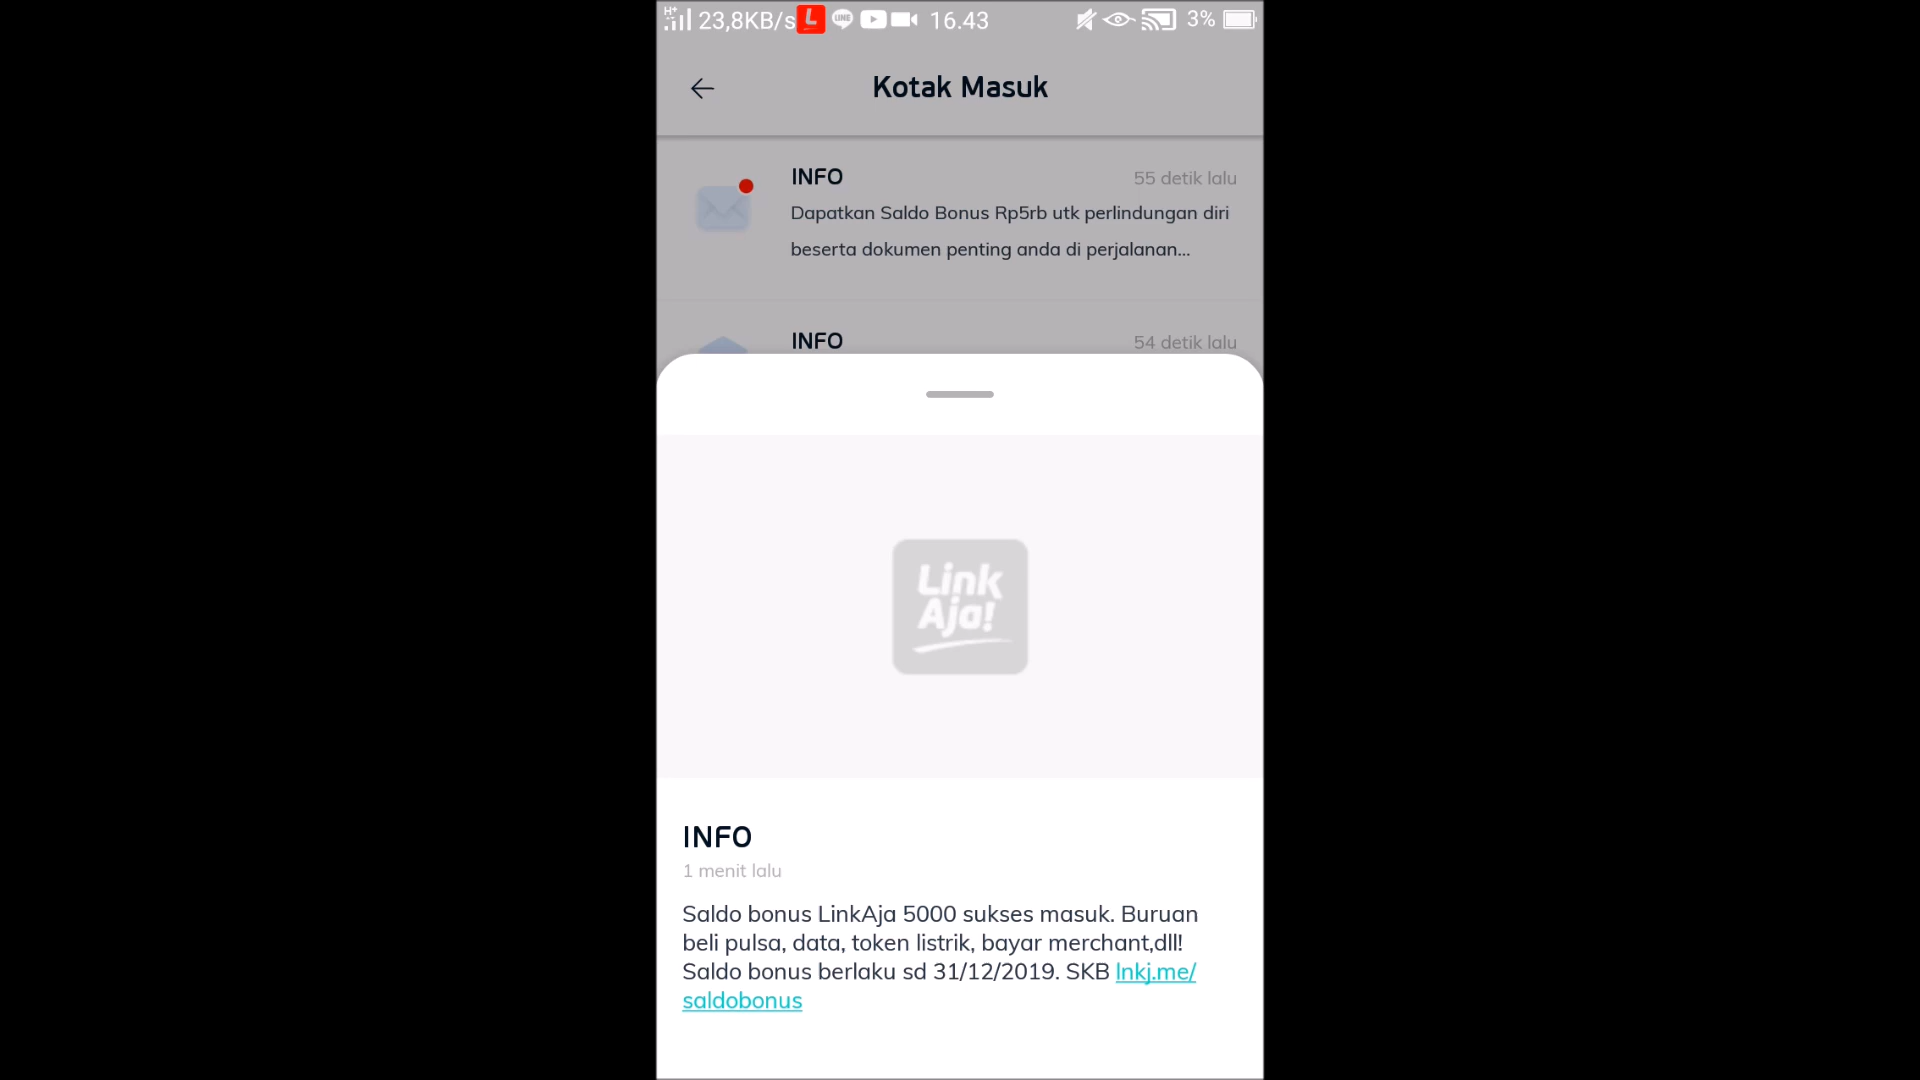 H+ 23,8KB/s L LINE 16.43 3%
Kotak Masuk
INFO 55 detik lalu
Dapatkan Saldo Bonus Rp5rb utk perlindungan diri
beserta dokumen penting anda di perjalanan...
INFO 54 detik lalu
Link
Aja!
INFO
1 menit lalu
Saldo bonus LinkAja 5000 sukses masuk. Buruan
beli pulsa, data, token listrik, bayar merchant,dll!
Saldo bonus berlaku sd 31/12/2019. SKB lnkj.me/
saldobonus